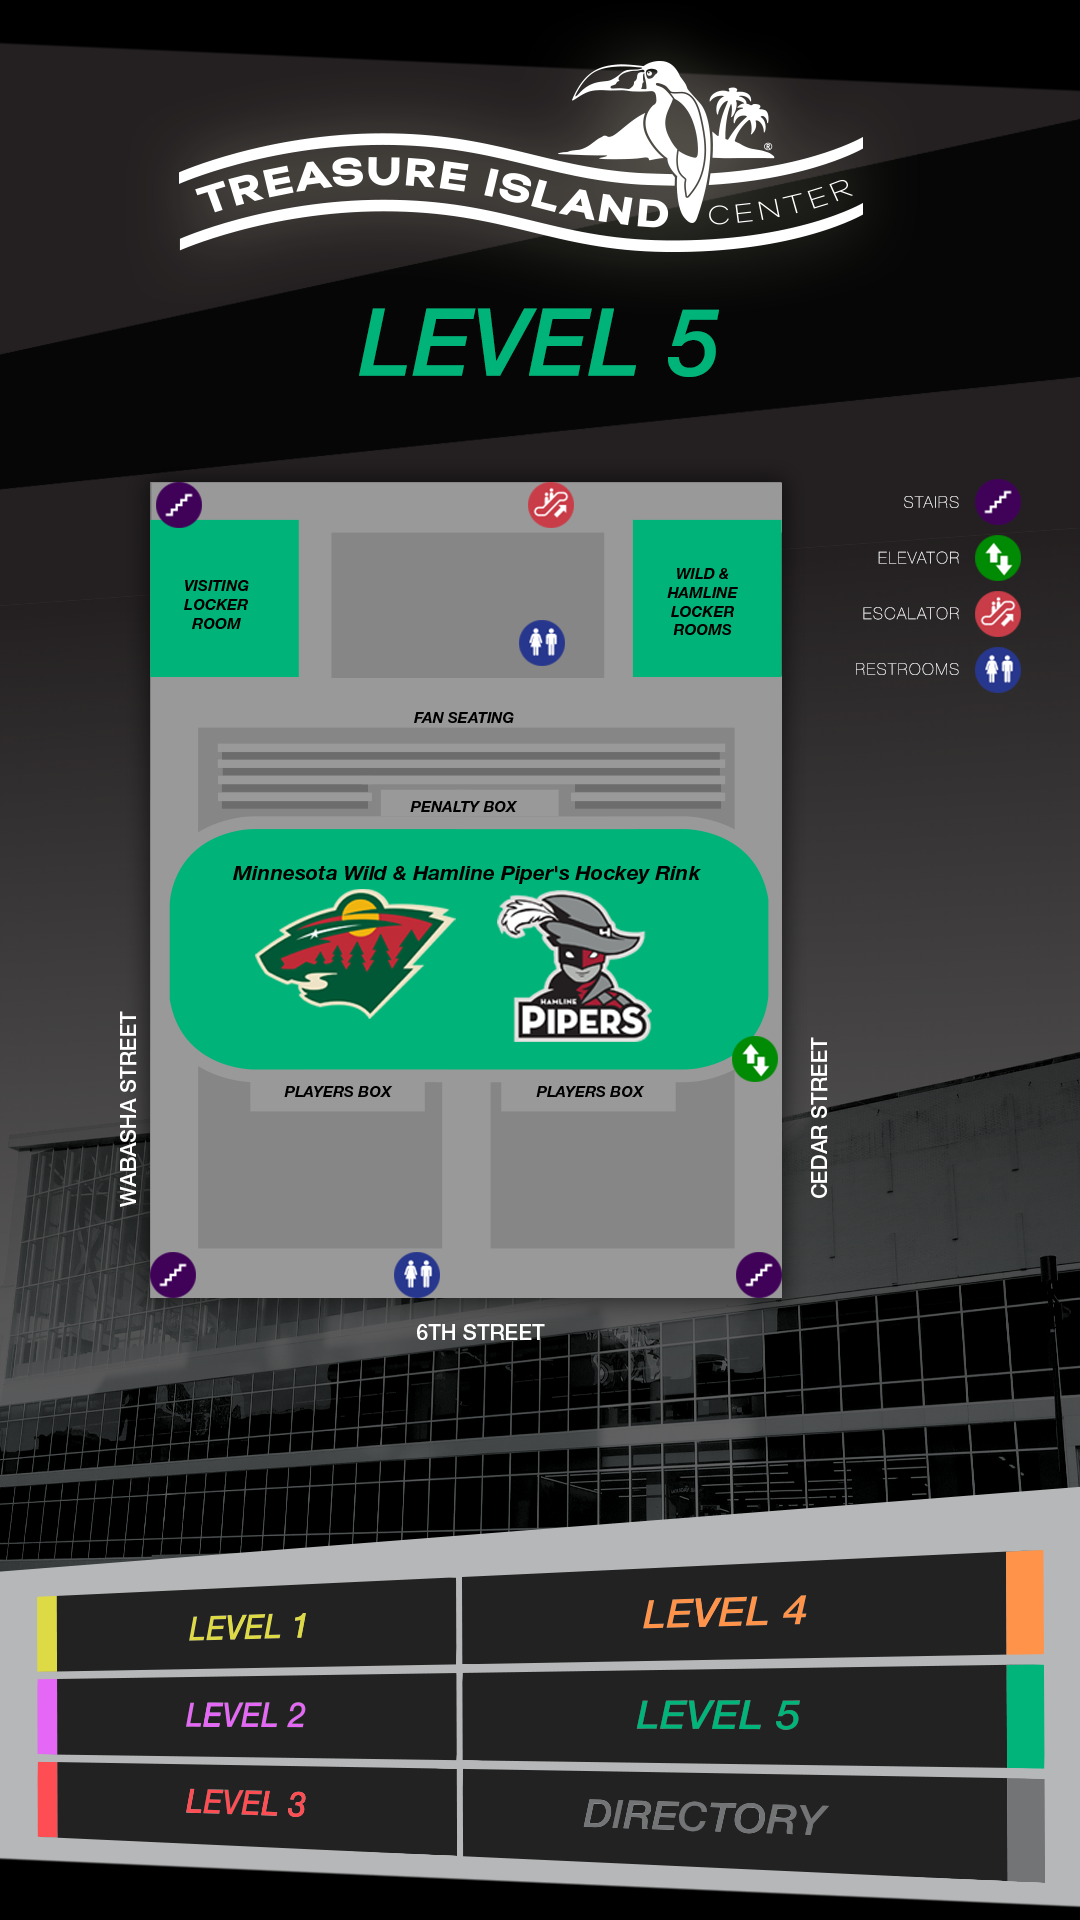 TREASURE ISLAND CENTER
®
LEVEL 5
STAIRS
ELEVATOR
ESCALATOR
RESTROOMS
VISITING
LOCKER
ROOM
WILD &
HAMLINE
LOCKER
ROOMS
FAN SEATING
PENALTY BOX
Minnesota Wild & Hamline Piper's Hockey Rink
HAMLINE
PIPERS
PLAYERS BOX
PLAYERS BOX
WABASHA STREET
CEDAR STREET
6TH STREET
LEVEL 1
LEVEL 4
LEVEL 2
LEVEL 5
LEVEL 3
DIRECTORY